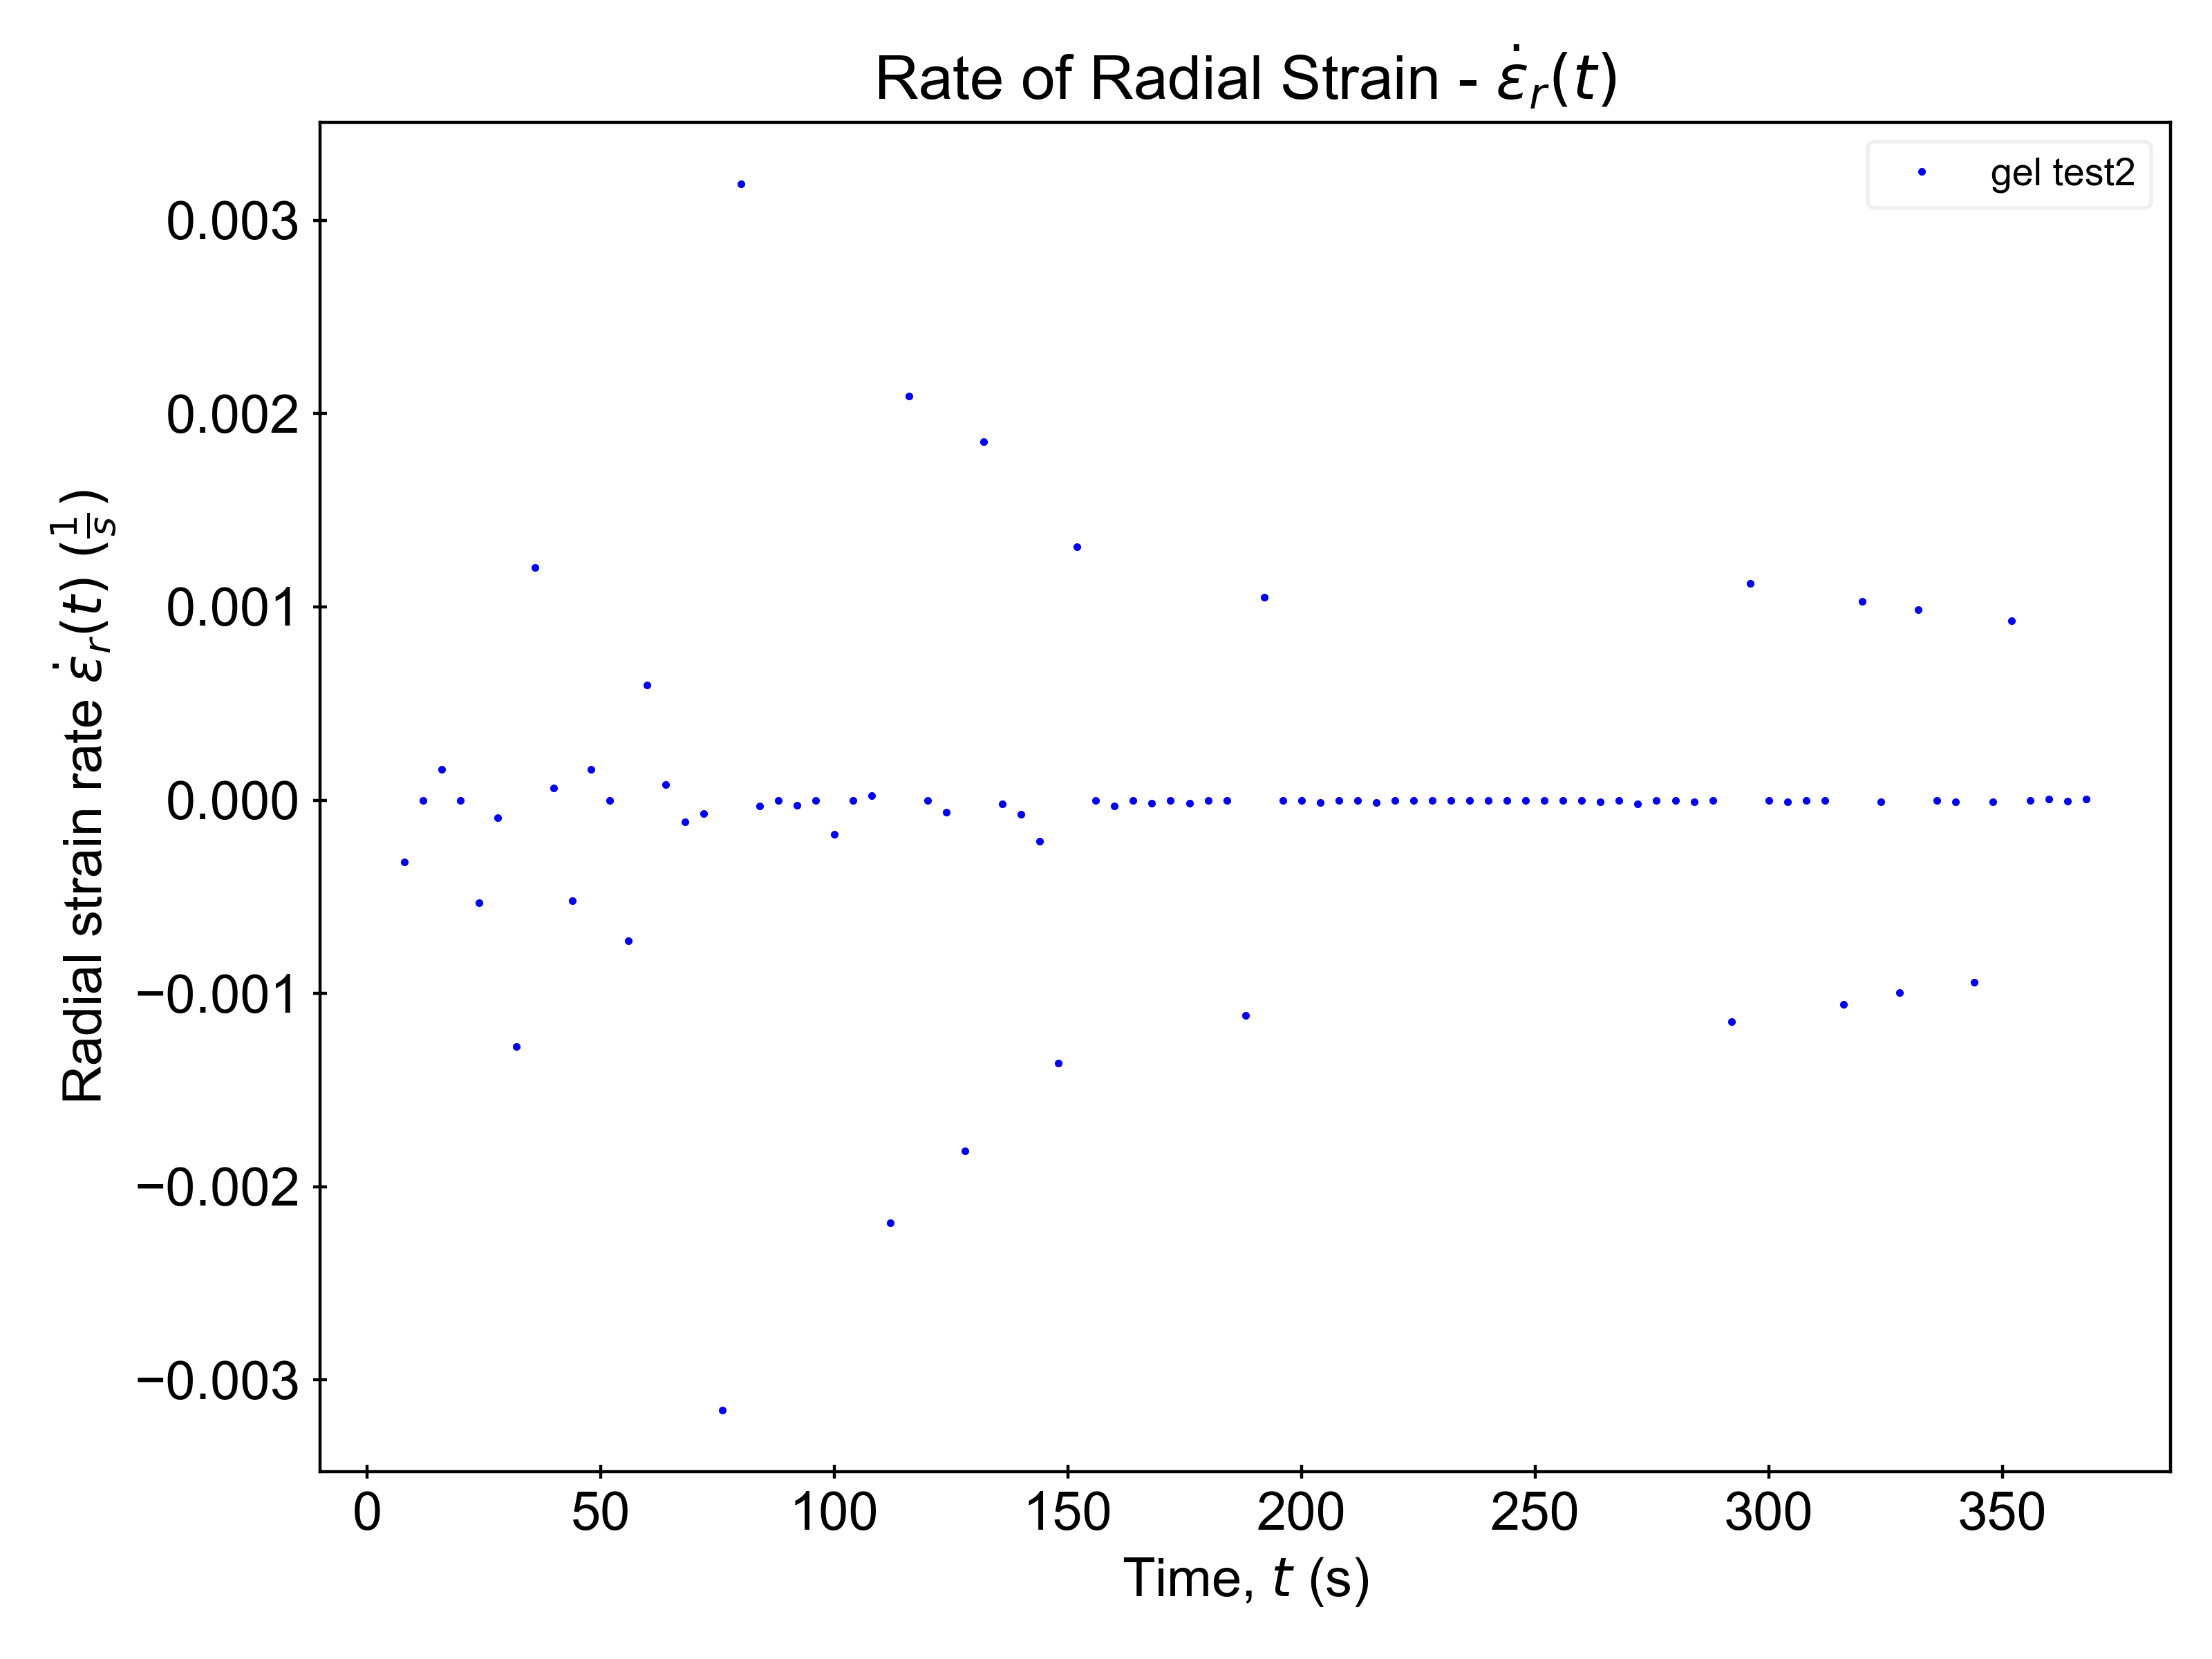 Rate of Radial Strain - ε̇ᵣ(t)
gel test2
0.003
0.002
0.001
0.000
−0.001
−0.002
−0.003
Radial strain rate ε̇ᵣ(t) (1/s)
0 50 100 150 200 250 300 350
Time, t (s)